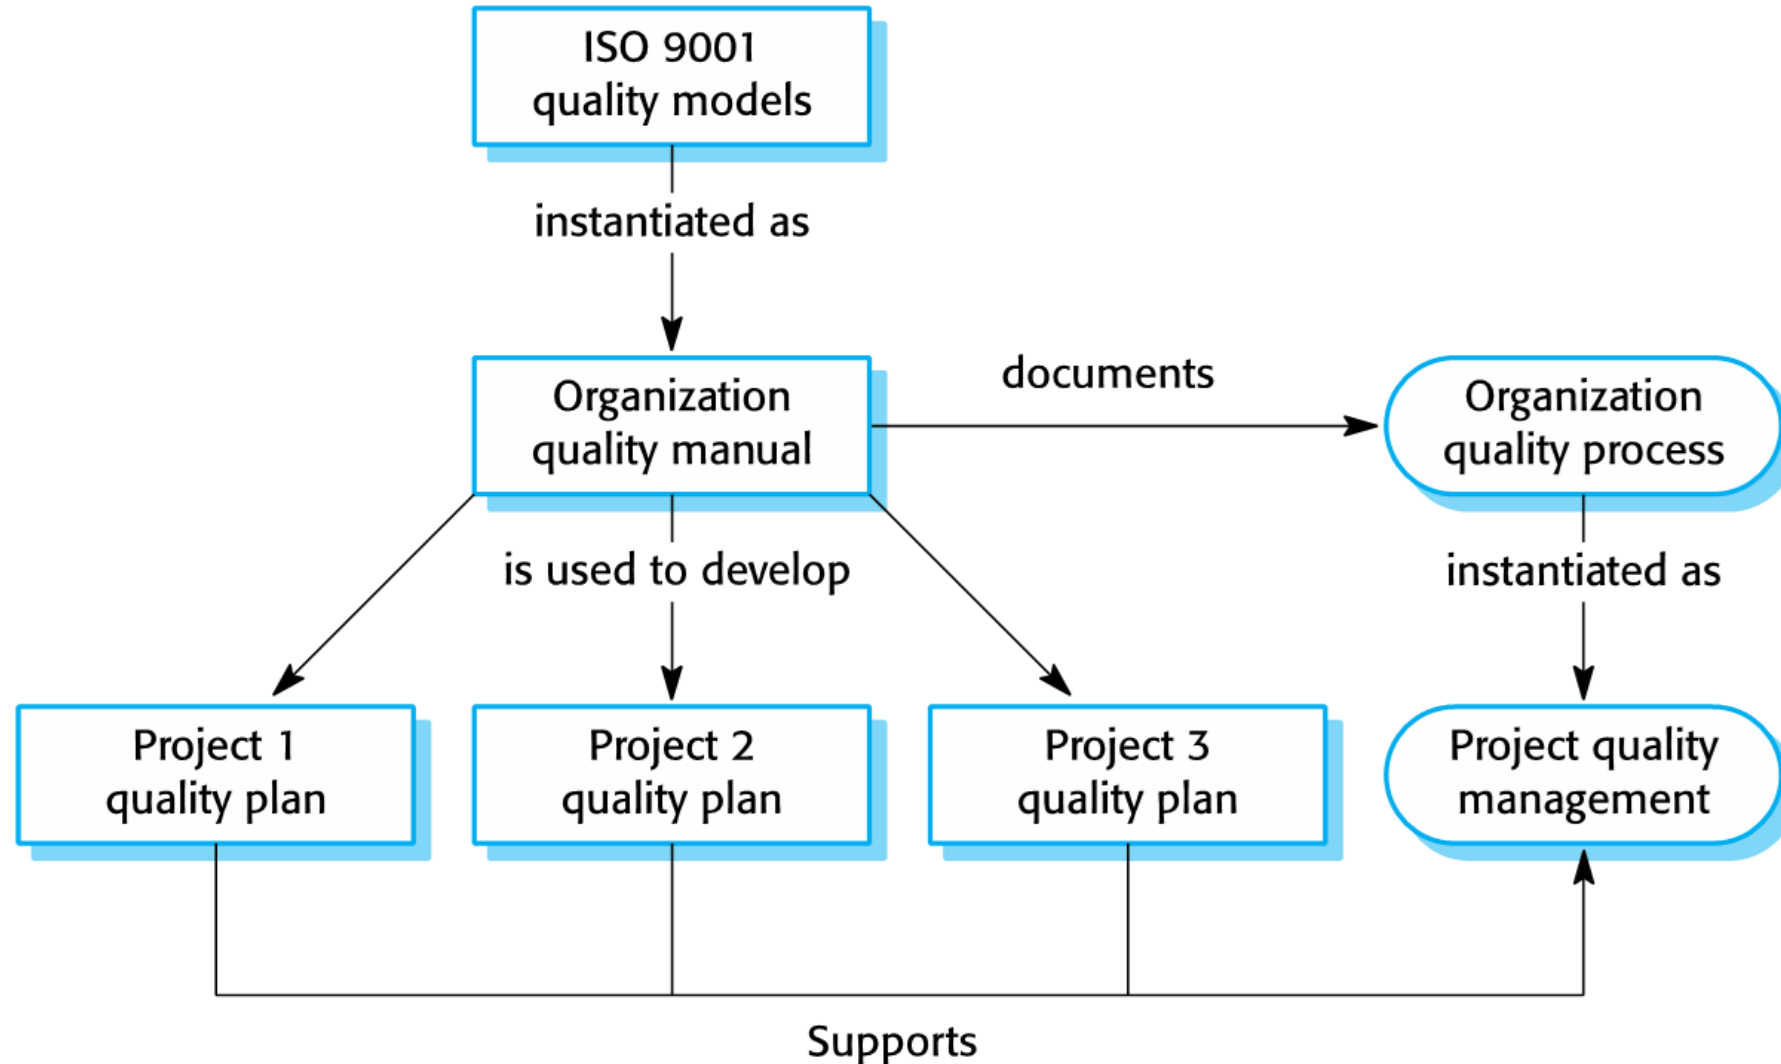 ISO 9001
quality models
instantiated as
Organization
quality manual
documents
Organization
quality process
is used to develop
instantiated as
Project 1
quality plan
Project 2
quality plan
Project 3
quality plan
Project quality
management
Supports